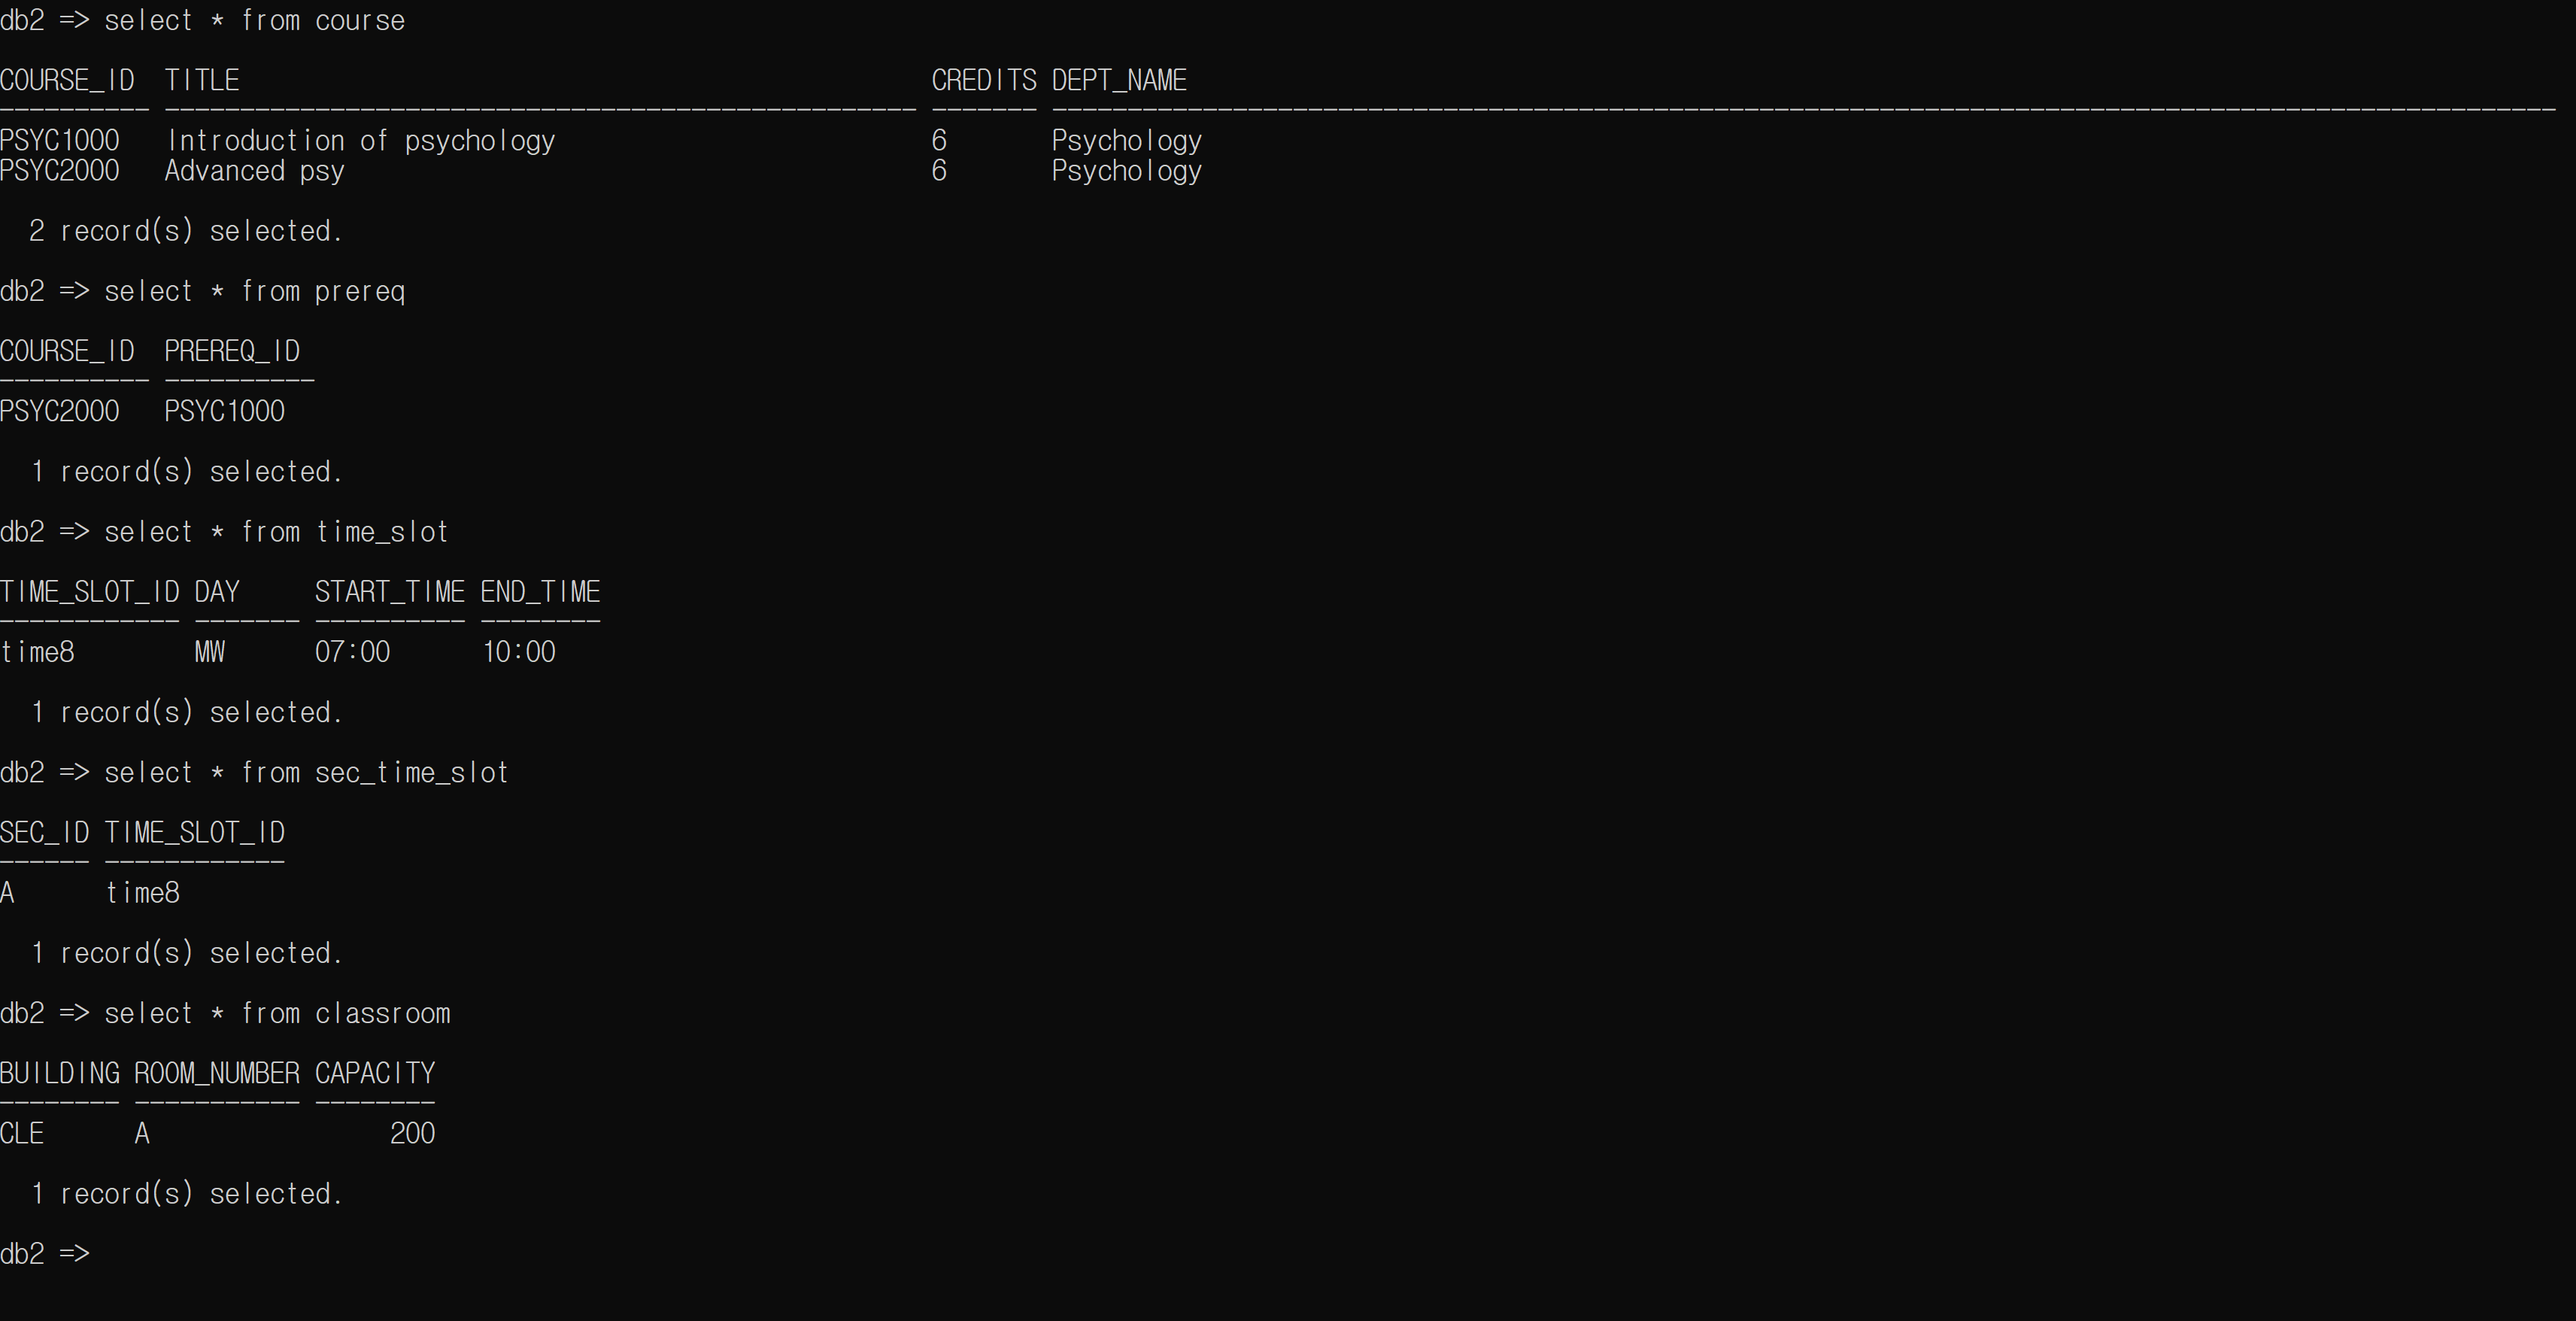 db2 => select * from course
COURSE_ID  TITLE                                              CREDITS DEPT_NAME
---------- -------------------------------------------------- ------- ----------------------------------------------------------------------------------------------------
PSYC1000   Introduction of psychology                         6       Psychology
PSYC2000   Advanced psy                                       6       Psychology
  2 record(s) selected.
db2 => select * from prereq
COURSE_ID  PREREQ_ID
---------- ----------
PSYC2000   PSYC1000
  1 record(s) selected.
db2 => select * from time_slot
TIME_SLOT_ID DAY     START_TIME END_TIME
------------ ------- ---------- --------
time8        MW      07:00      10:00
  1 record(s) selected.
db2 => select * from sec_time_slot
SEC_ID TIME_SLOT_ID
------ ------------
A      time8
  1 record(s) selected.
db2 => select * from classroom
BUILDING ROOM_NUMBER CAPACITY
-------- ----------- --------
CLE      A                200
  1 record(s) selected.
db2 =>